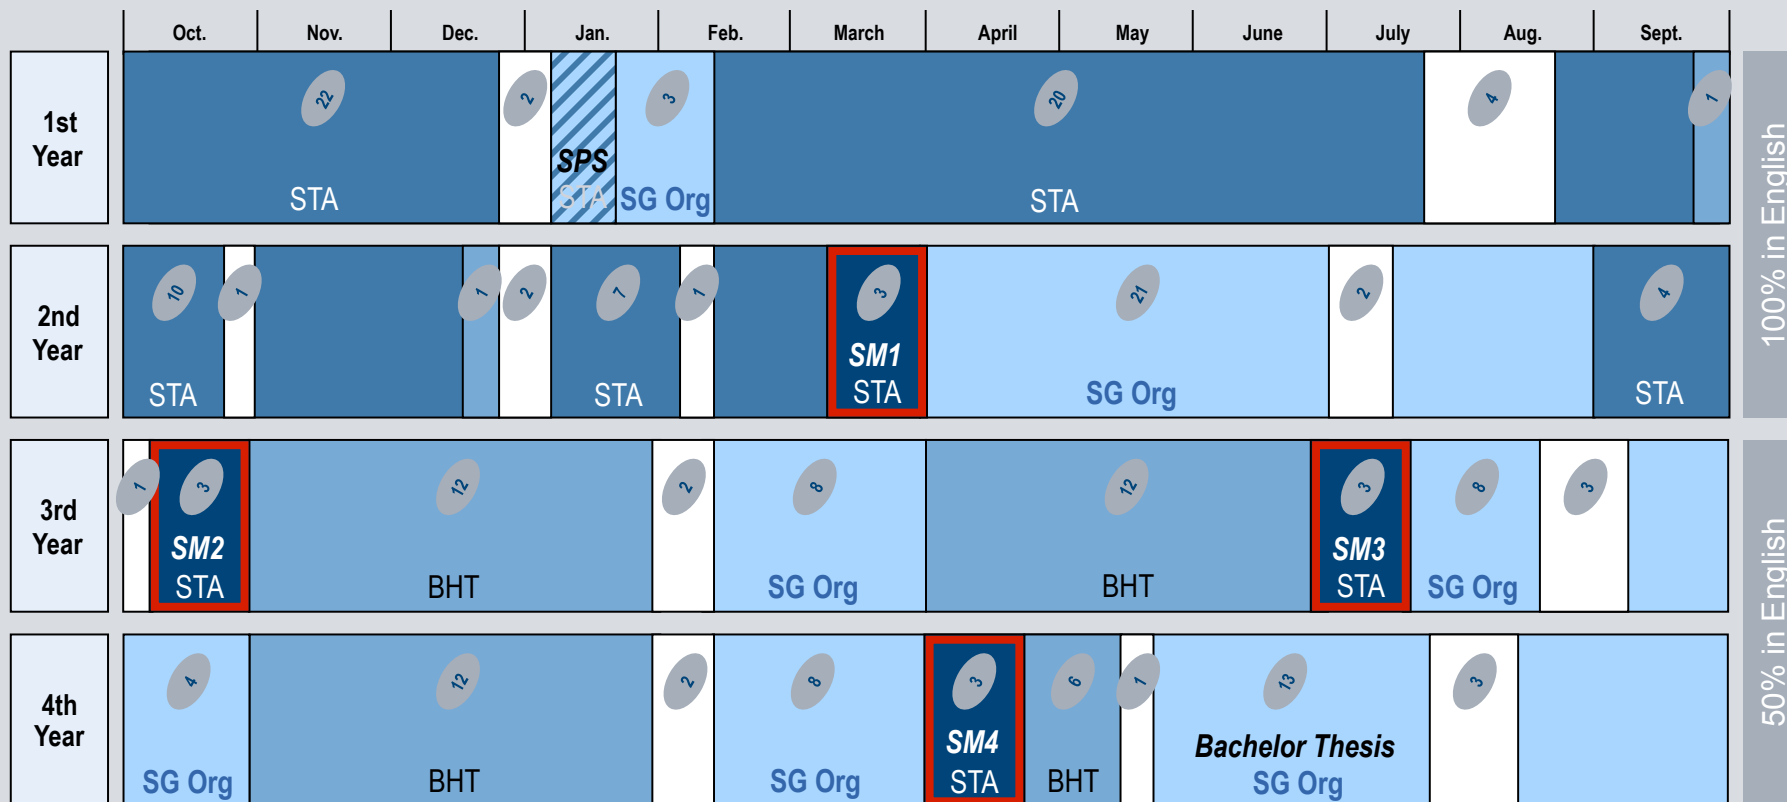 Oct. Nov. Dec. Jan. Feb. March April May June July Aug. Sept.
1st
Year
22 2 3 20 4 1
SPS
STA STA SG Org STA
2nd
Year
10 1 1 2 7 1 3 21 2 4
SM1
STA STA STA SG Org STA
100% in English
3rd
Year
1 3 12 2 8 12 3 8 3
SM2 SM3
STA BHT SG Org BHT STA SG Org
4th
Year
4 12 2 8 3 6 1 13 3
SM4 Bachelor Thesis
SG Org BHT SG Org STA BHT SG Org
50% in English